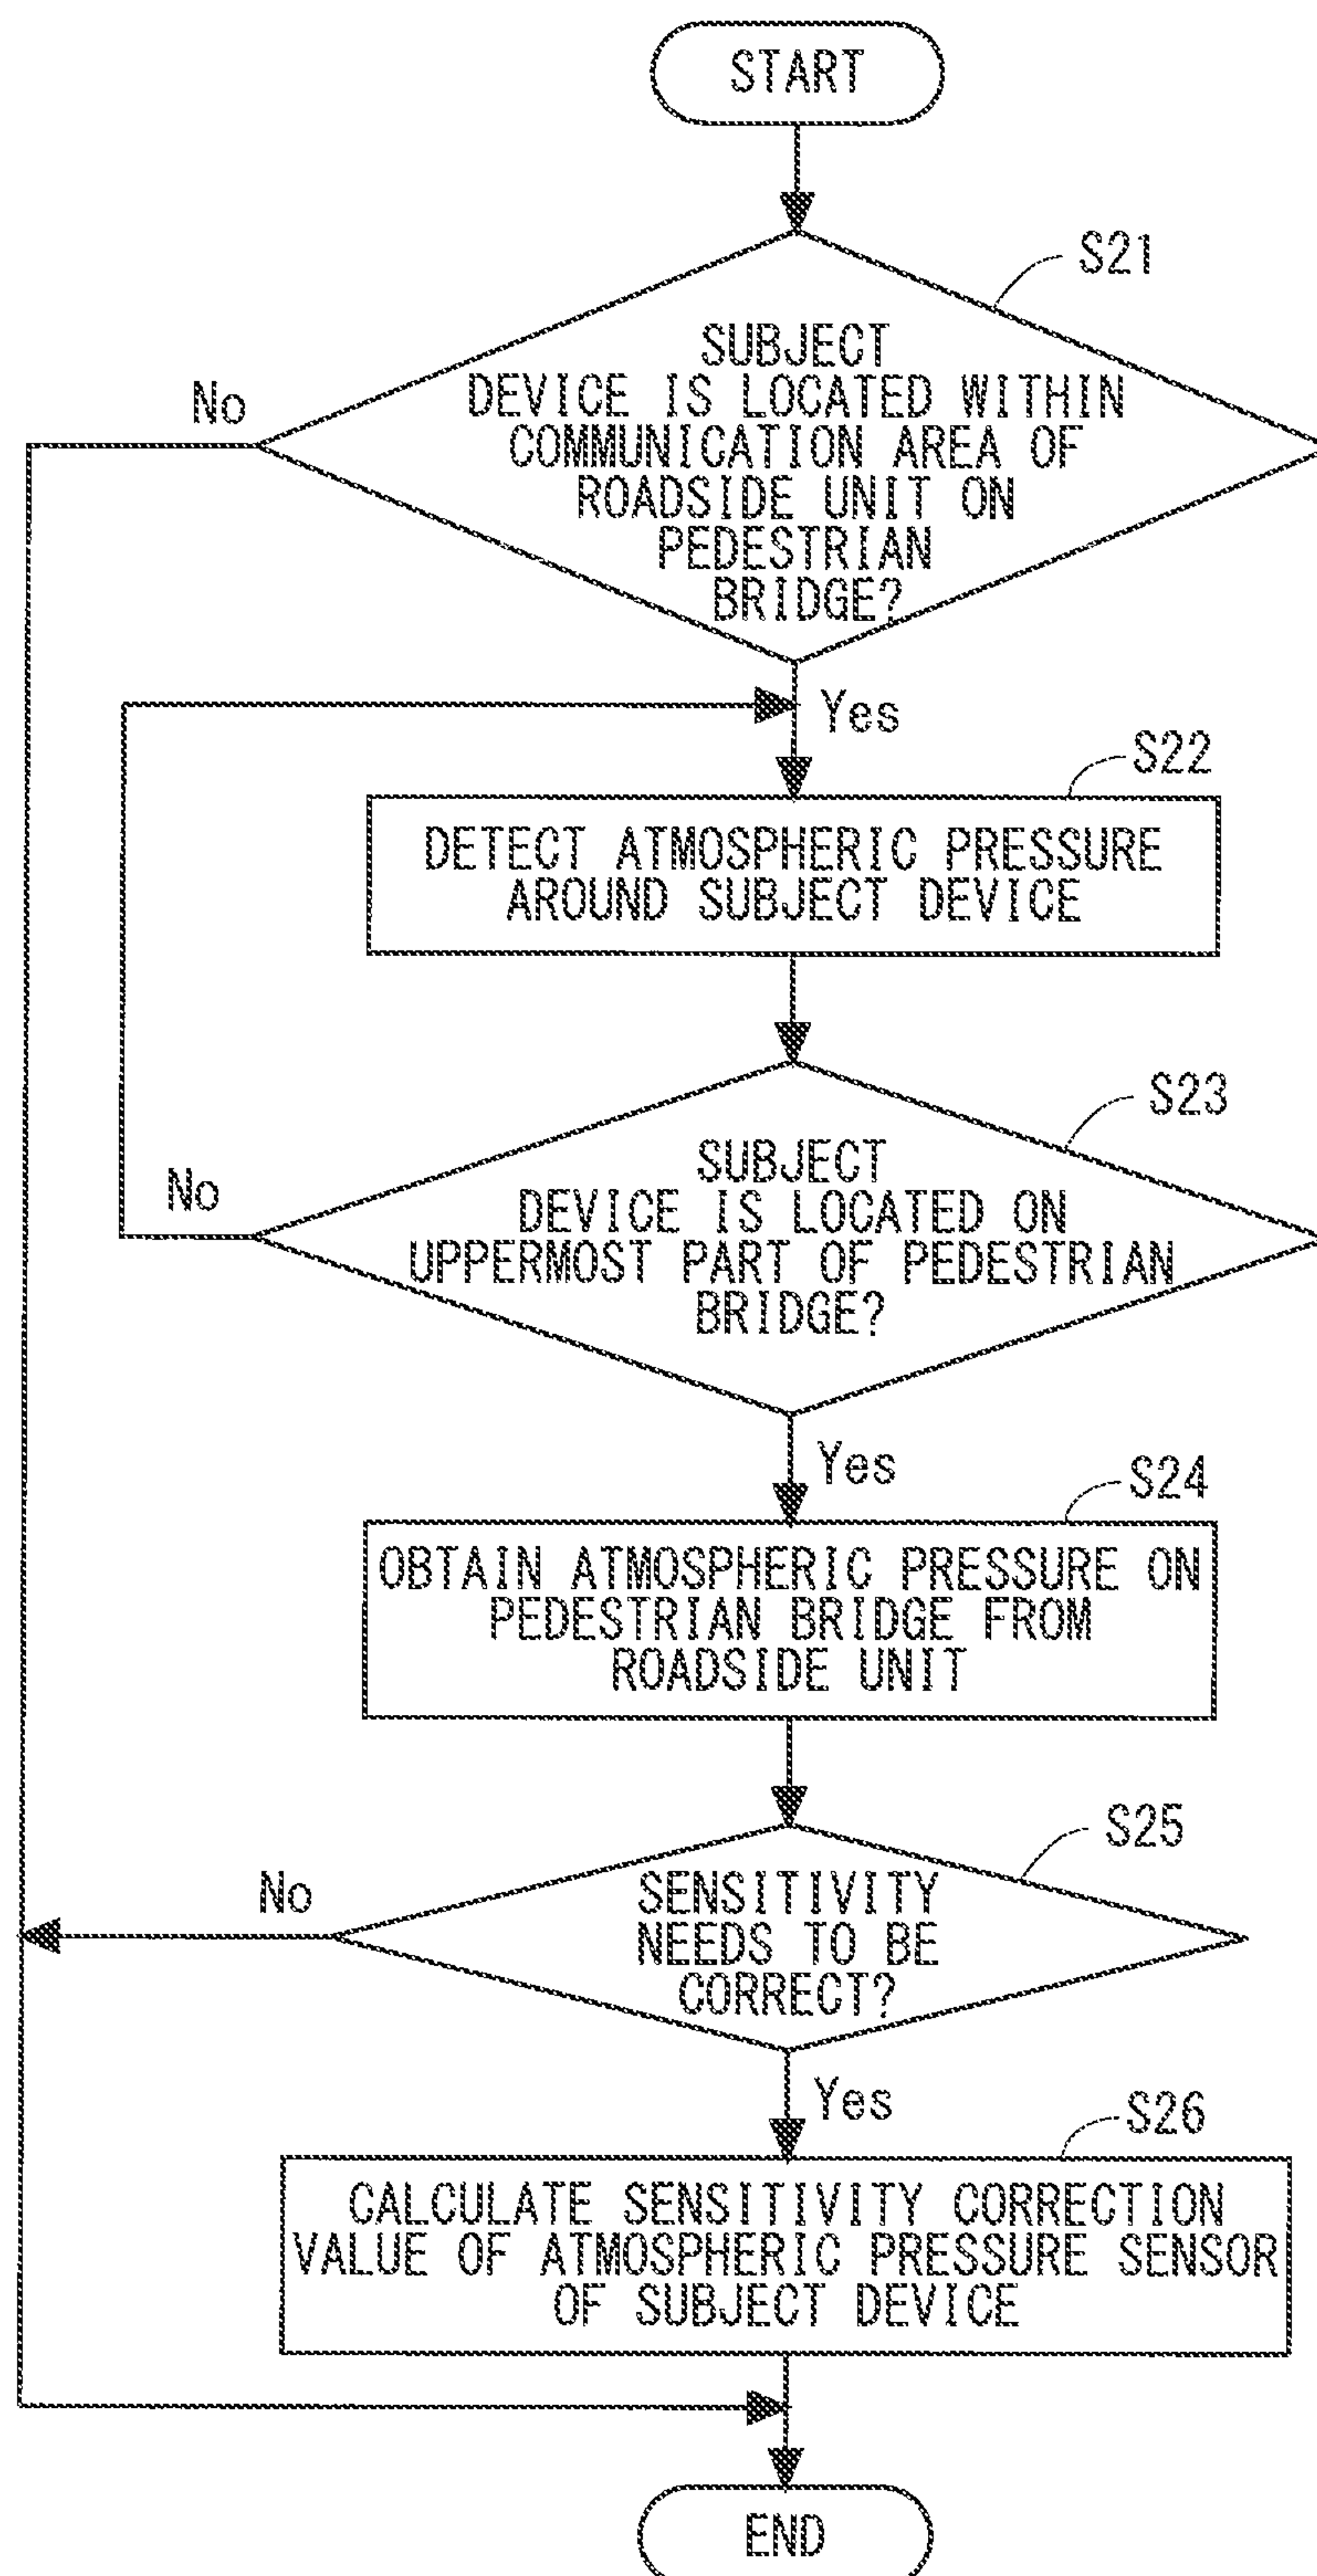 START
S21
SUBJECT
DEVICE IS LOCATED WITHIN
COMMUNICATION AREA OF
ROADSIDE UNIT ON
PEDESTRIAN
BRIDGE?
No
Yes
S22
DETECT ATMOSPHERIC PRESSURE
AROUND SUBJECT DEVICE
S23
SUBJECT
DEVICE IS LOCATED ON
UPPERMOST PART OF PEDESTRIAN
BRIDGE?
No
Yes
S24
OBTAIN ATMOSPHERIC PRESSURE ON
PEDESTRIAN BRIDGE FROM
ROADSIDE UNIT
S25
SENSITIVITY
NEEDS TO BE
CORRECT?
No
Yes
S26
CALCULATE SENSITIVITY CORRECTION
VALUE OF ATMOSPHERIC PRESSURE SENSOR
OF SUBJECT DEVICE
END